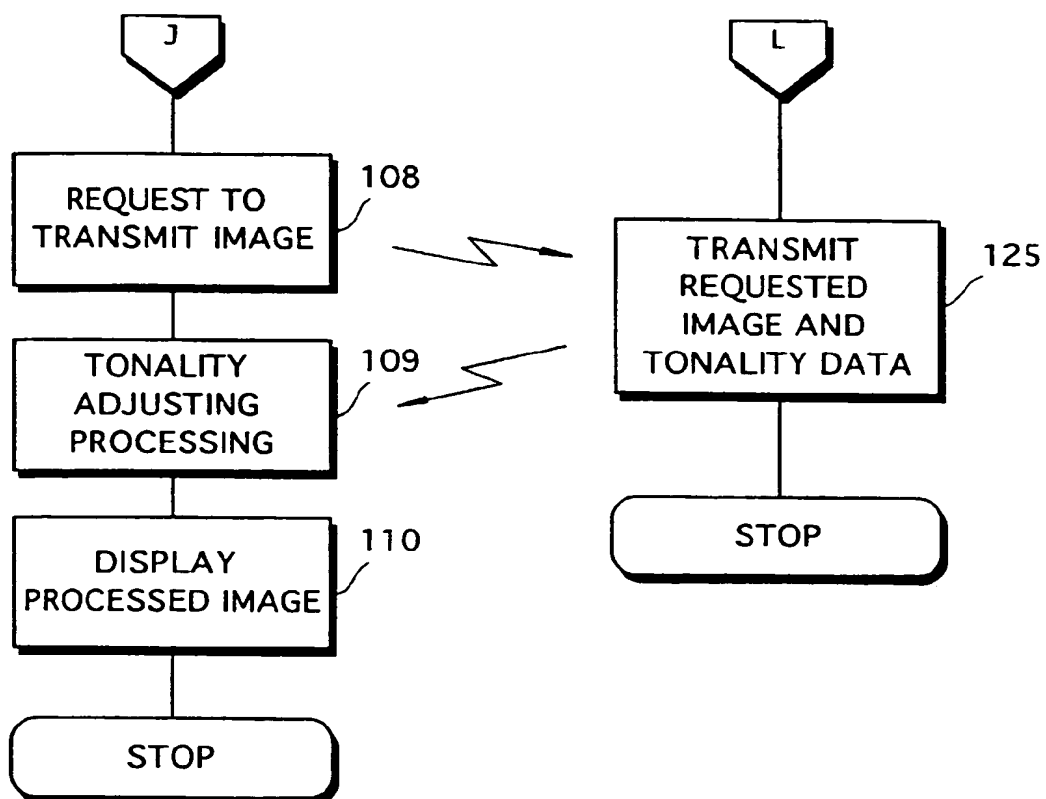 J
REQUEST TO
TRANSMIT IMAGE
108
TONALITY
ADJUSTING
PROCESSING
109
DISPLAY
PROCESSED IMAGE
110
STOP
L
TRANSMIT
REQUESTED
IMAGE AND
TONALITY DATA
125
STOP